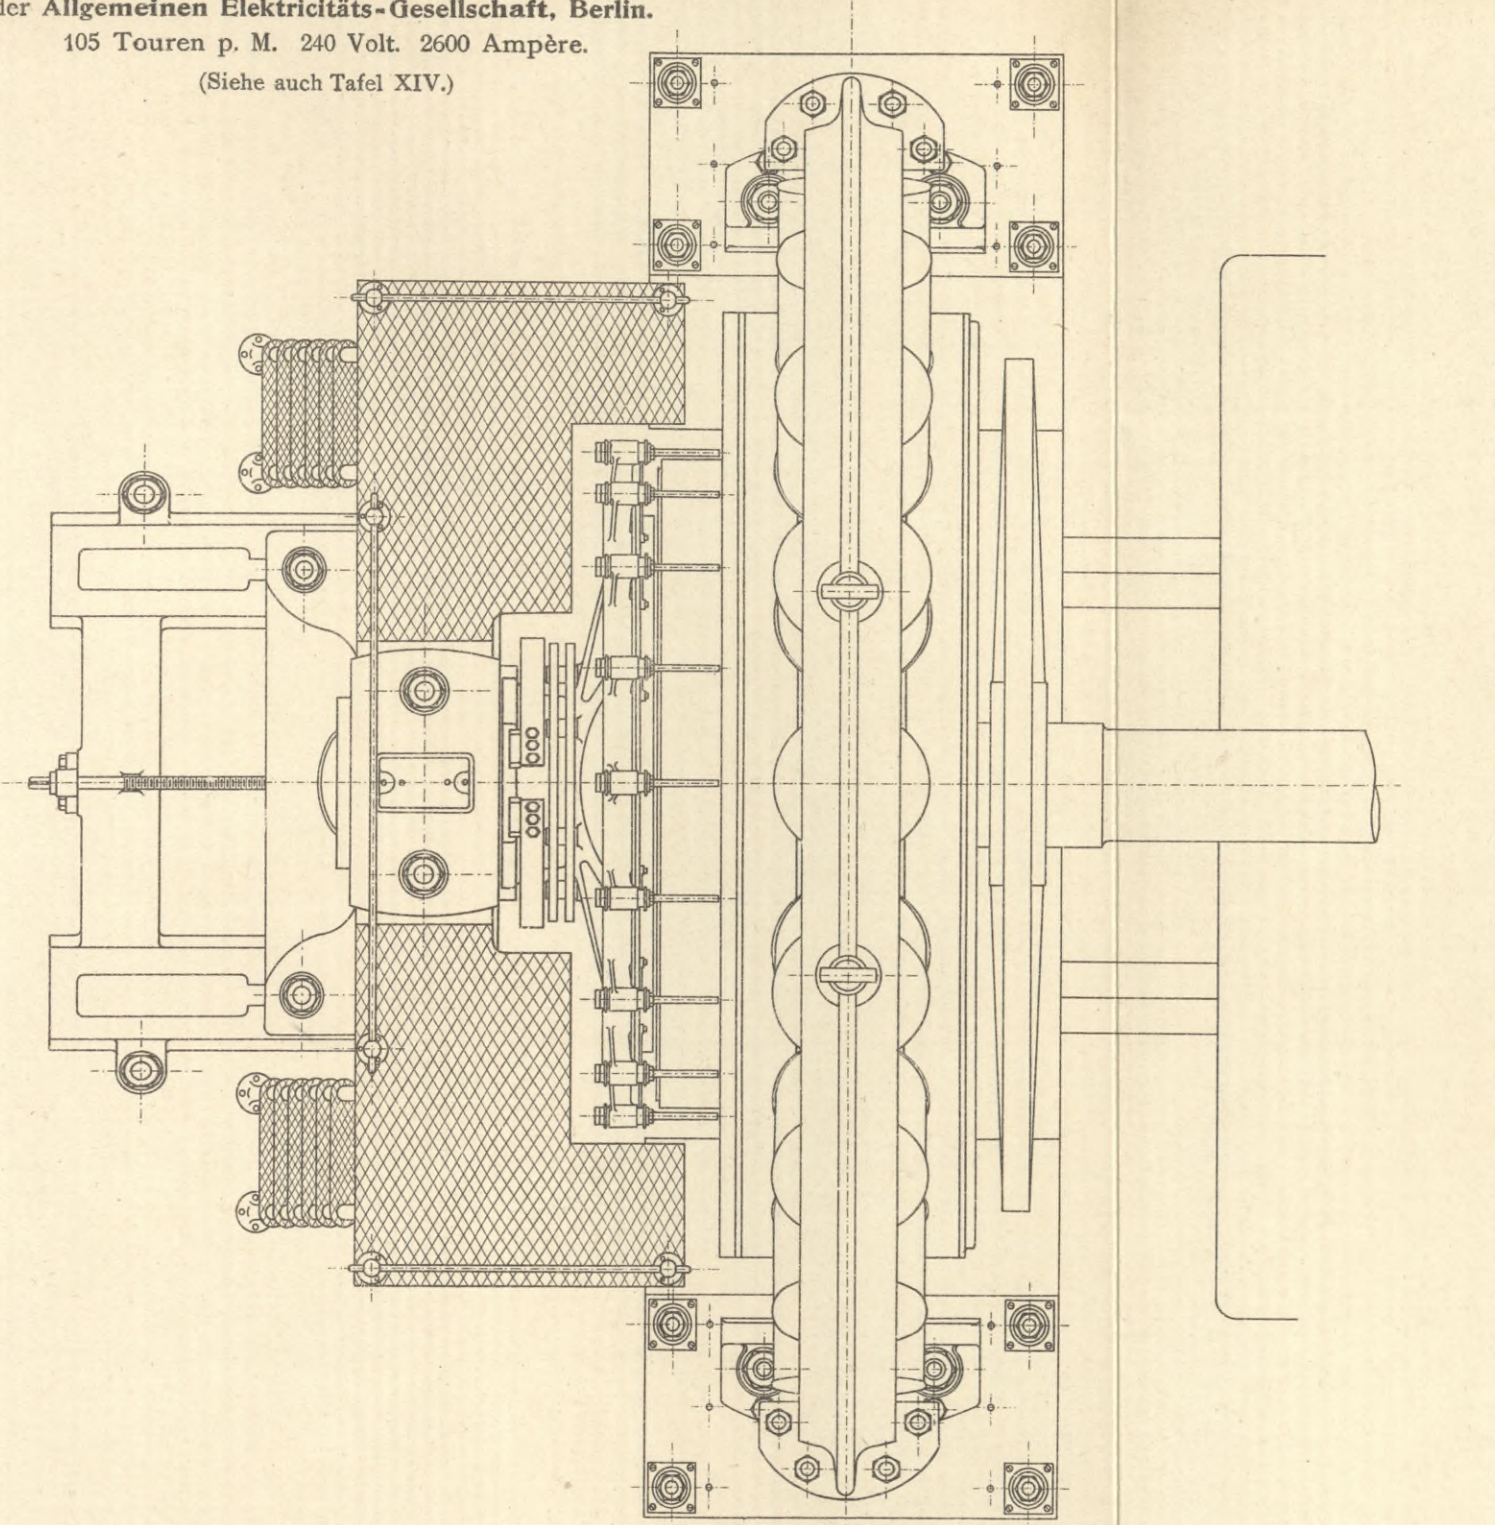 der Allgemeinen Elektricitäts-Gesellschaft, Berlin.
105 Touren p. M. 240 Volt. 2600 Ampère.
(Siehe auch Tafel XIV.)